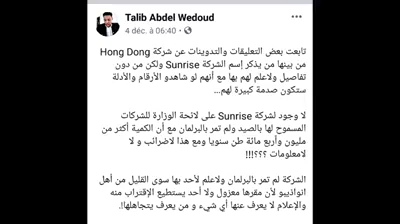 Talib Abdel Wedoud
4 déc. à 06:40
تابعت بعض التعليقات والتدوينات عن شركة Hong Dong
من بينها من يذكر إسم الشركة Sunrise ولكن من دون
تفاصيل ولاعلم لهم بها مع أنهم لو شاهدو الأرقام والأدلة
ستكون صدمة كبيرة لهم...
لا وجود لشركة Sunrise على لائحة الوزارة للشركات
المسموح لها بالصيد ولم تمر بالبرلمان مع أن الكمية أكثر من
مليون وأربع مائة طن سنويا ومع هذا لاضرائب و لا
لامعلومات ؟؟؟!!!
الشركة لم تمر بالبرلمان ولاعلم لأحد بها سوى القليل من أهل
انواذيبو لأن مقرها معزول ولا أحد يستطيع الإقتراب منه
والإعلام لا يعرف عنها أي شيء و من يعرف يتجاهلها!.